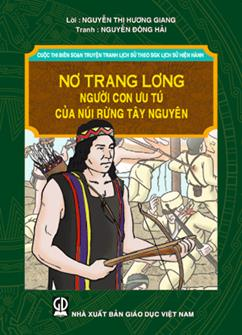 Lời : NGUYỄN THỊ HƯƠNG GIANG
Tranh : NGUYỄN ĐÔNG HẢI
CUỘC THI BIÊN SOẠN TRUYỆN TRANH LỊCH SỬ THEO SGK LỊCH SỬ HIỆN HÀNH
NƠ TRANG LƠNG
NGƯỜI CON ƯU TÚ
CỦA NÚI RỪNG TÂY NGUYÊN
NHÀ XUẤT BẢN GIÁO DỤC VIỆT NAM